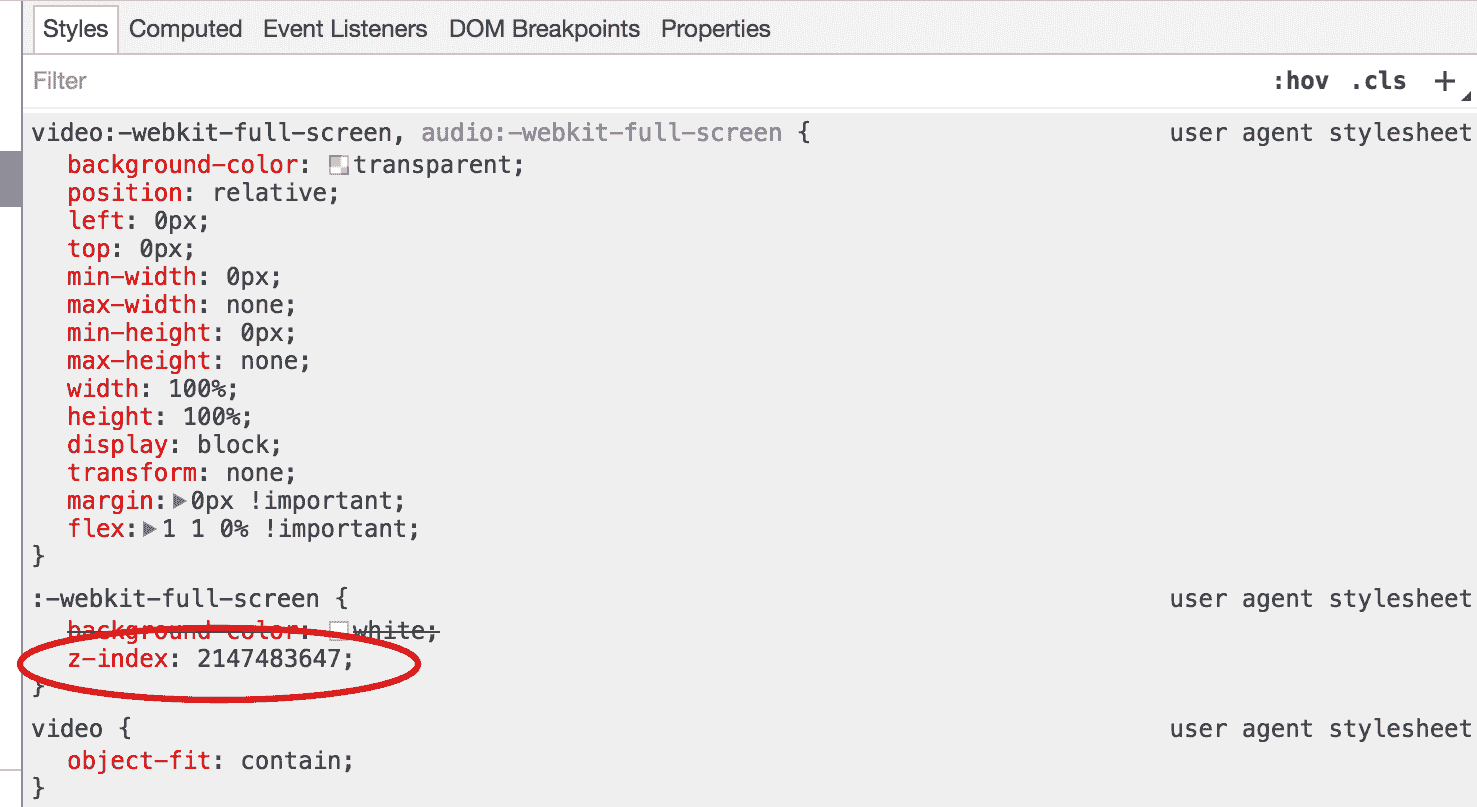 Styles Computed Event Listeners DOM Breakpoints Properties
Filter :hov .cls +
video:-webkit-full-screen, audio:-webkit-full-screen { user agent stylesheet
background-color: transparent;
position: relative;
left: 0px;
top: 0px;
min-width: 0px;
max-width: none;
min-height: 0px;
max-height: none;
width: 100%;
height: 100%;
display: block;
transform: none;
margin: 0px !important;
flex: 1 1 0% !important;
}
:-webkit-full-screen { user agent stylesheet
background-color: white;
z-index: 2147483647;
}
video { user agent stylesheet
object-fit: contain;
}